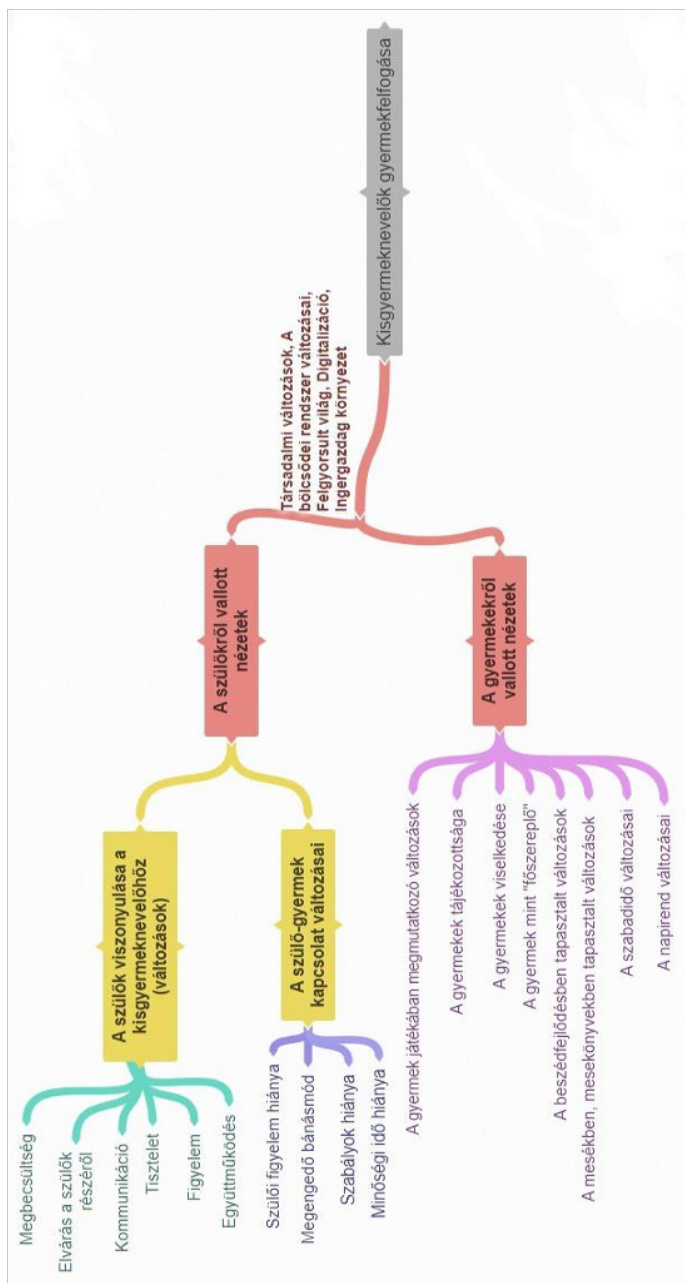 Kisgyermeknevelők gyermekfelfogása
Társadalmi változások, A
bölcsődei rendszer változásai,
Felgyorsult világ, Digitalizáció,
Ingergazdag környezet
A szülőkről vallott
nézetek
A szülők viszonyulása a
kisgyermeknevelőhöz
(változások)
Megbecsültség
Elvárás a szülők
részéről
Kommunikáció
Tisztelet
Figyelem
Együttműködés
A szülő-gyermek
kapcsolat változásai
Szülői figyelem hiánya
Megengedő bánásmód
Szabályok hiánya
Minőségi idő hiánya
A gyermekekről
vallott nézetek
A gyermek játékában megmutatkozó változások
A gyermekek tájékozottsága
A gyermekek viselkedése
A gyermek mint "főszereplő"
A beszédfejlődésben tapasztalt változások
A mesékben, mesekönyvekben tapasztalt változások
A szabadidő változásai
A napirend változásai